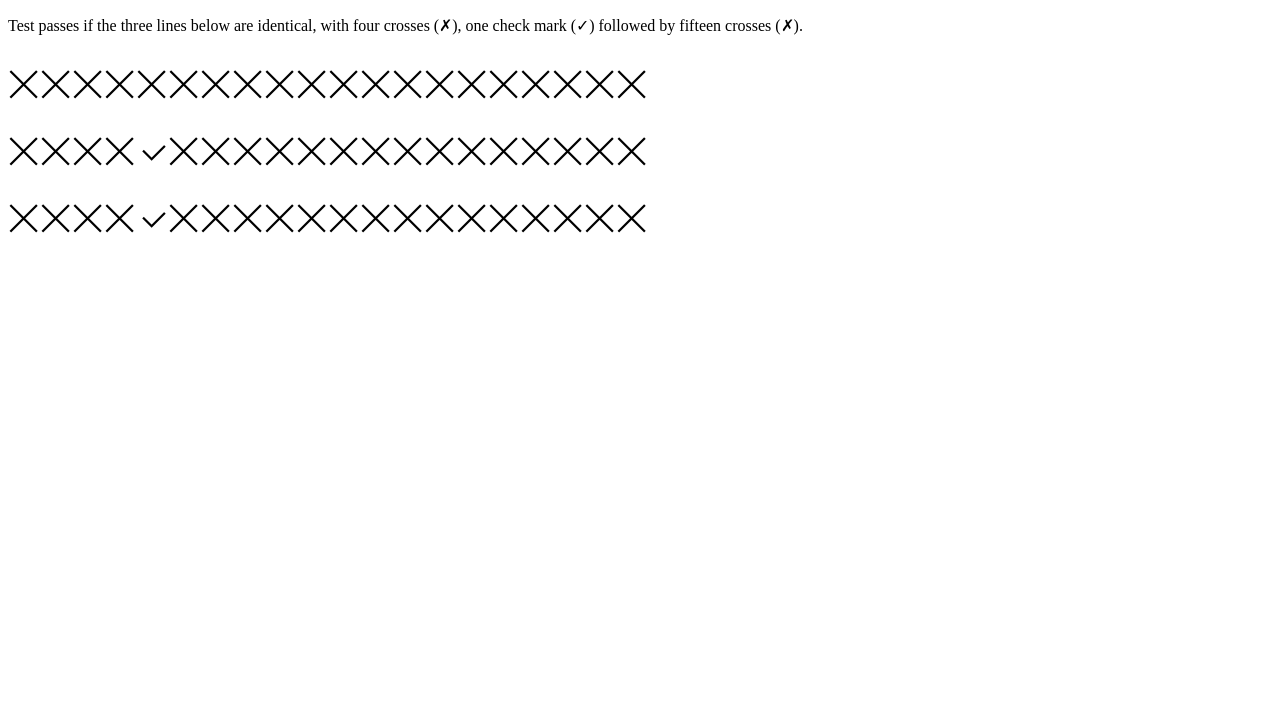 Test passes if the three lines below are identical, with four crosses (✗), one check mark (✓) followed by fifteen crosses (✗).
✗✗✗✗✗✗✗✗✗✗✗✗✗✗✗✗✗✗✗✗
✗✗✗✗✓✗✗✗✗✗✗✗✗✗✗✗✗✗✗✗
✗✗✗✗✓✗✗✗✗✗✗✗✗✗✗✗✗✗✗✗